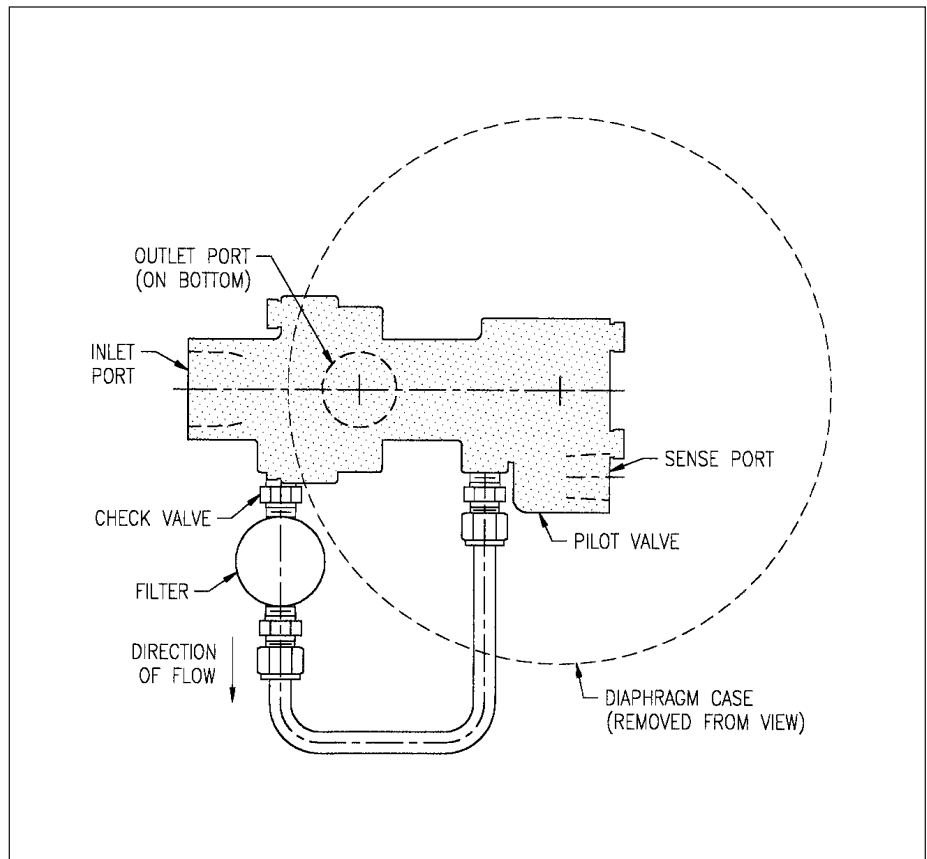 OUTLET PORT
(ON BOTTOM)
INLET
PORT
SENSE PORT
CHECK VALVE
PILOT VALVE
FILTER
DIRECTION
OF FLOW
DIAPHRAGM CASE
(REMOVED FROM VIEW)